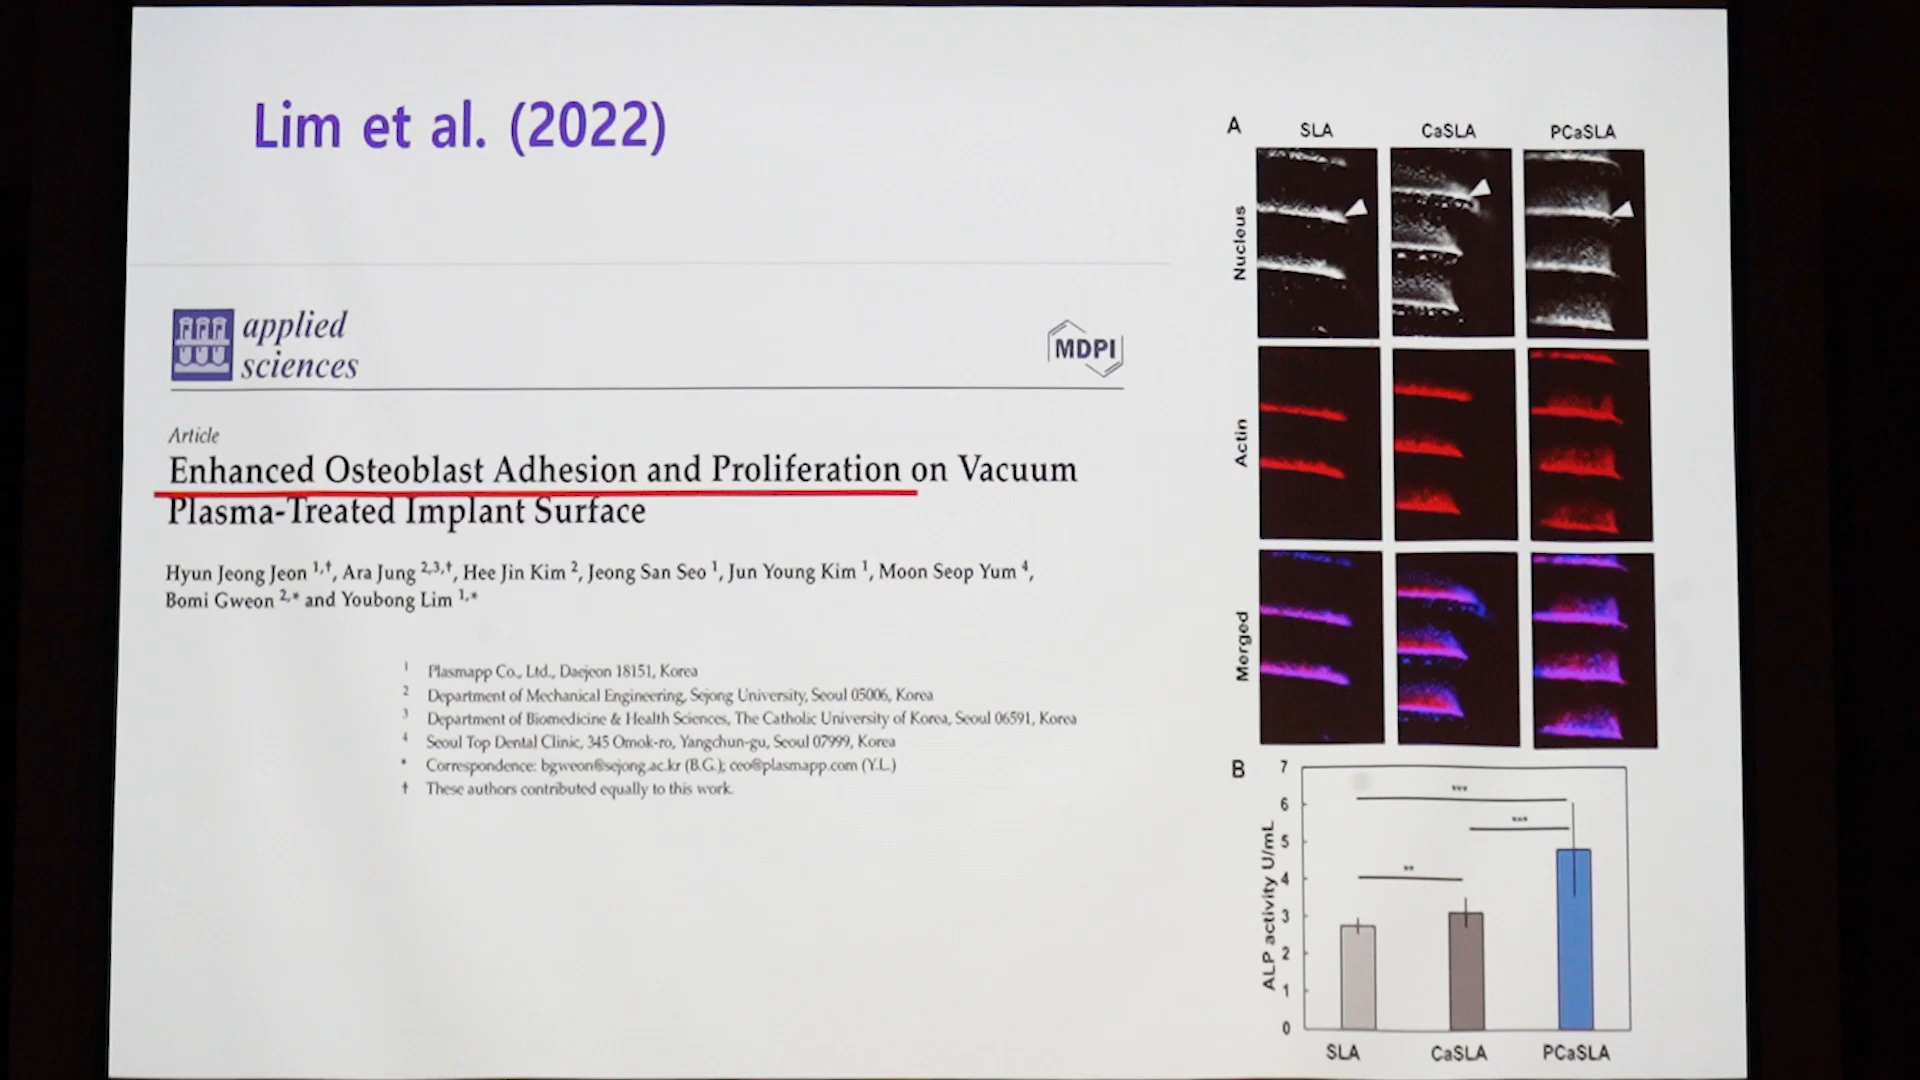 Lim et al. (2022)
applied
sciences
MDPI
Article
Enhanced Osteoblast Adhesion and Proliferation on Vacuum
Plasma-Treated Implant Surface
Hyun Jeong Jeon 1,†, Ara Jung 2,3,†, Hee Jin Kim 2, Jeong San Seo 1, Jun Young Kim 1, Moon Seop Yum 4,
Bomi Gweon 2,* and Youbong Lim 1,*
1 Plasmapp Co., Ltd., Daejeon 18151, Korea
2 Department of Mechanical Engineering, Sejong University, Seoul 05006, Korea
3 Department of Biomedicine & Health Sciences, The Catholic University of Korea, Seoul 06591, Korea
4 Seoul Top Dental Clinic, 345 Omok-ro, Yangchun-gu, Seoul 07999, Korea
* Correspondence: bgweon@sejong.ac.kr (B.G.); ceo@plasmapp.com (Y.L.)
† These authors contributed equally to this work.
A
SLA CaSLA PCaSLA
Nucleus
Actin
Merged
B
ALP activity U/mL
7
6
5
4
3
2
1
0
***
***
**
SLA CaSLA PCaSLA